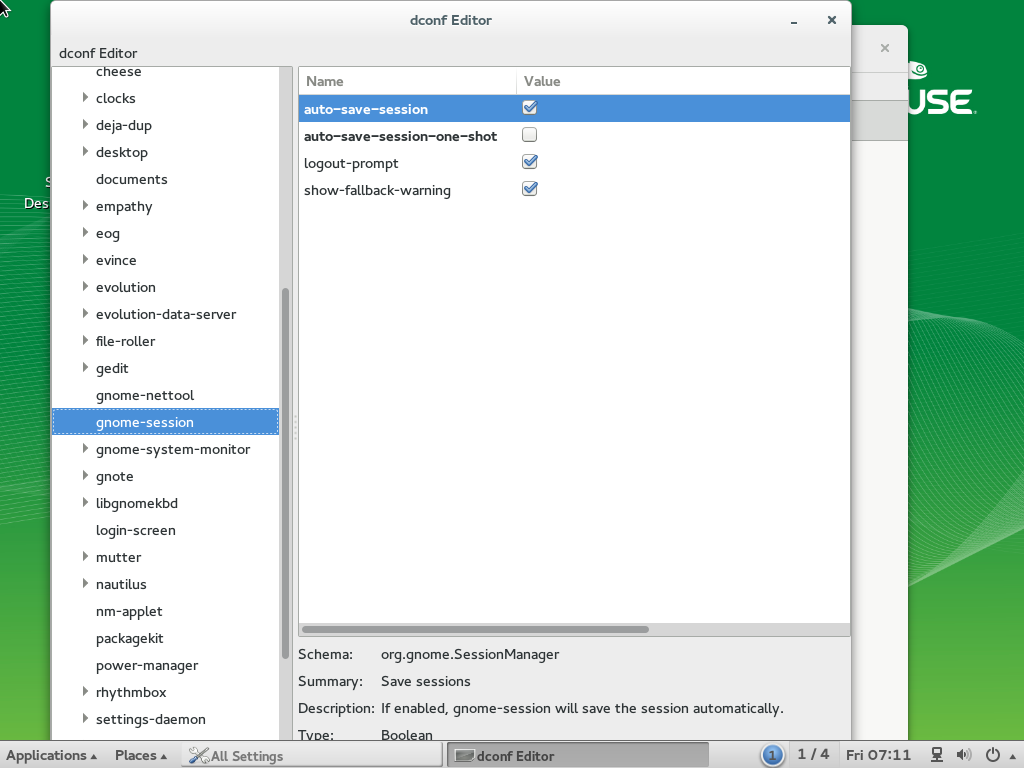 dconf Editor
dconf Editor
cheese
clocks
deja-dup
desktop
documents
empathy
eog
evince
evolution
evolution-data-server
file-roller
gedit
gnome-nettool
gnome-session
gnome-system-monitor
gnote
libgnomekbd
login-screen
mutter
nautilus
nm-applet
packagekit
power-manager
rhythmbox
settings-daemon
Name Value
auto-save-session
auto-save-session-one-shot
logout-prompt
show-fallback-warning
Schema: org.gnome.SessionManager
Summary: Save sessions
Description: If enabled, gnome-session will save the session automatically.
Type: Boolean
S
Des
USE.
Applications Places All Settings dconf Editor 1 1 / 4 Fri 07:11